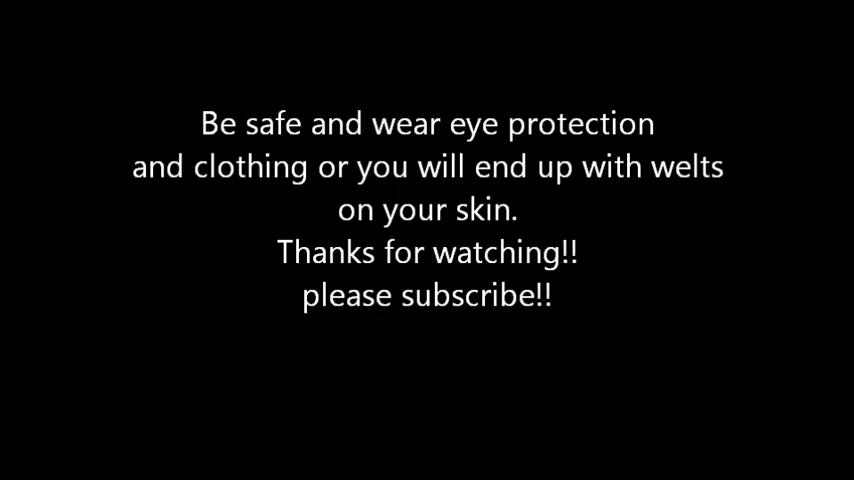 Be safe and wear eye protection
and clothing or you will end up with welts
on your skin.
Thanks for watching!!
please subscribe!!